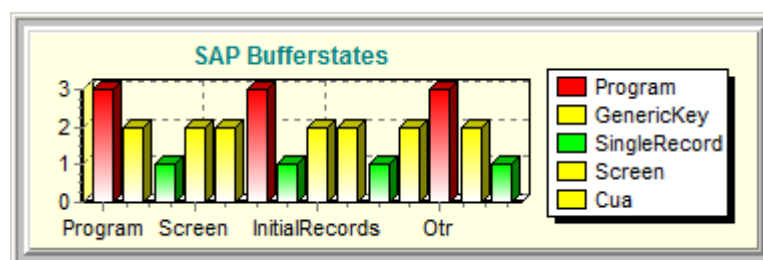 SAP Bufferstates
3
2
1
0
Program Screen InitialRecords Otr
Program
GenericKey
SingleRecord
Screen
Cua